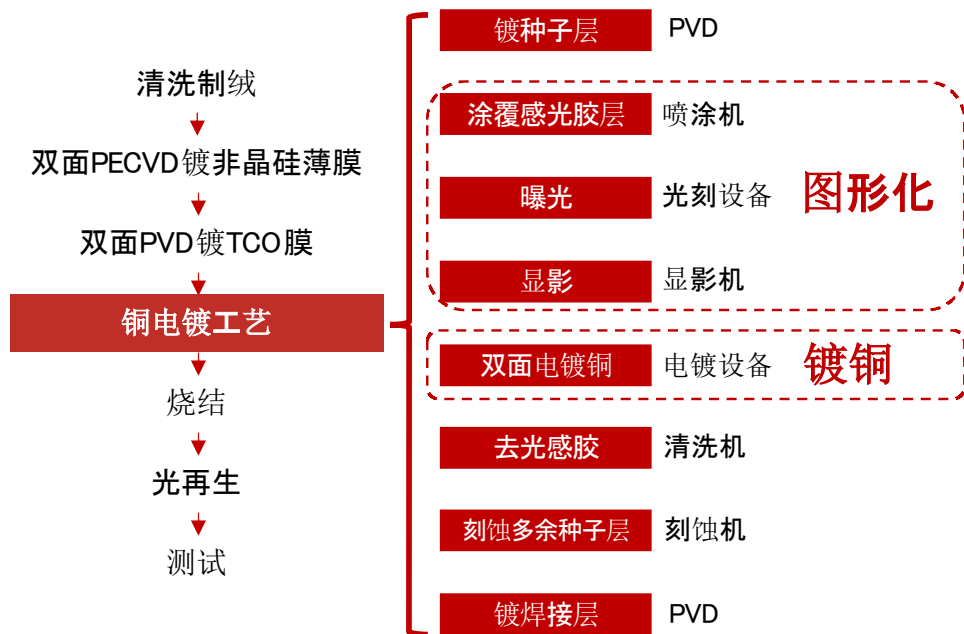 清洗制绒
双面PECVD镀非晶硅薄膜
双面PVD镀TCO膜
铜电镀工艺
烧结
光再生
测试
镀种子层 PVD
涂覆感光胶层 喷涂机
曝光 光刻设备
图形化
显影 显影机
双面电镀铜 电镀设备 镀铜
去光感胶 清洗机
刻蚀多余种子层 刻蚀机
镀焊接层 PVD